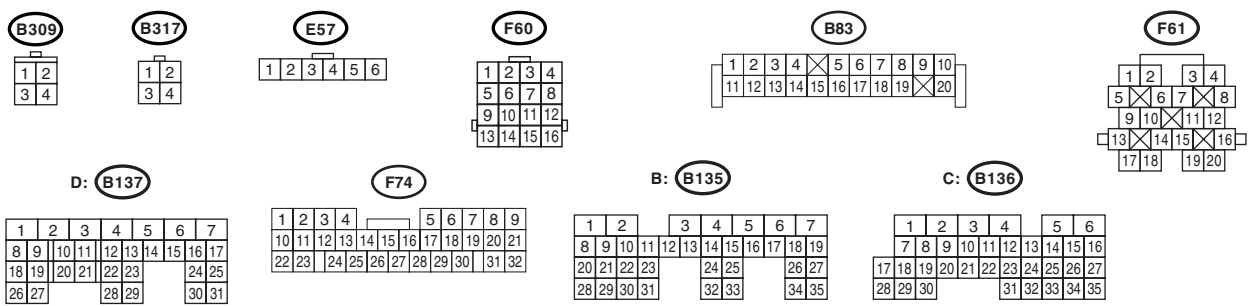 B309 B317 E57 F60 B83 F61
1 2
3 4
1 2
3 4
1 2 3 4 5 6
1 2 3 4
5 6 7 8
9 10 11 12
13 14 15 16
1 2 3 4 5 6 7 8 9 10
11 12 13 14 15 16 17 18 19 20
1 2 3 4
5 6 7 8
9 10 11 12
13 14 15 16
17 18 19 20
D: B137 F74 B: B135 C: B136
1 2 3 4 5 6 7
8 9 10 11 12 13 14 15 16 17
18 19 20 21 22 23 24 25
26 27 28 29 30 31
1 2 3 4 5 6 7 8 9
10 11 12 13 14 15 16 17 18 19 20 21
22 23 24 25 26 27 28 29 30 31 32
1 2 3 4 5 6 7
8 9 10 11 12 13 14 15 16 17 18 19
20 21 22 23 24 25 26 27
28 29 30 31 32 33 34 35
1 2 3 4 5 6
7 8 9 10 11 12 13 14 15 16
17 18 19 20 21 22 23 24 25 26 27
28 29 30 31 32 33 34 35